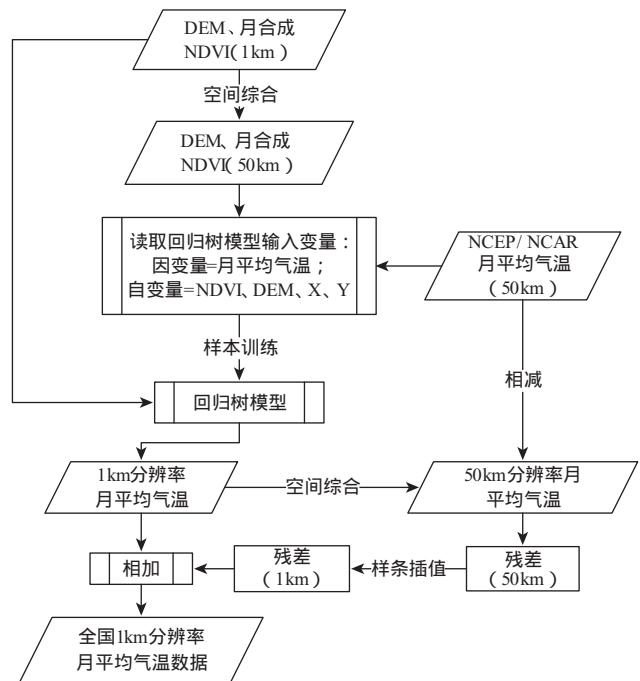 DEM、月合成
NDVI(1km)
空间综合
DEM、月合成
NDVI(50km)
读取回归树模型输入变量：
因变量=月平均气温；
自变量=NDVI、DEM、X、Y
NCEP/NCAR
月平均气温
(50km)
样本训练
相减
回归树模型
1km分辨率
月平均气温
空间综合
50km分辨率月
平均气温
相加
残差
(1km)
样条插值
残差
(50km)
全国1km分辨率
月平均气温数据